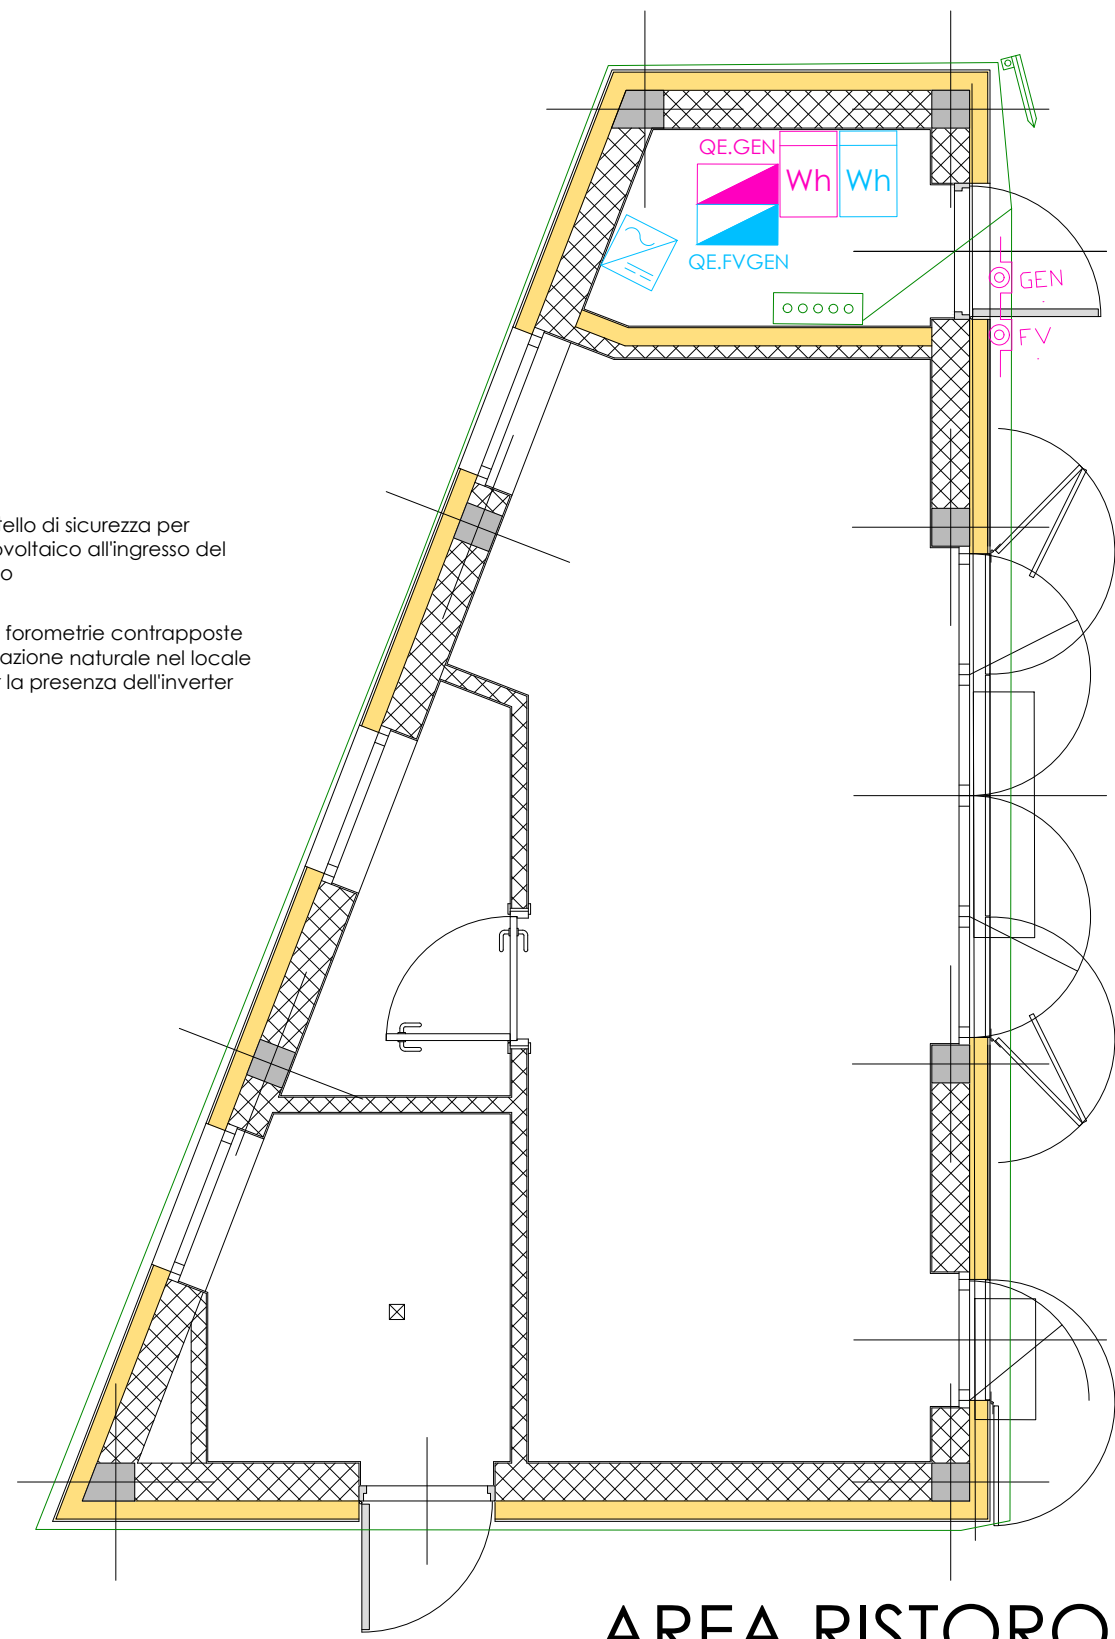 QE.GEN
Wh
Wh
QE.FVGEN
GEN
FV
tello di sicurezza per
ovoltaico all'ingresso del
o
forometrie contrapposte
azione naturale nel locale
la presenza dell'inverter
AREA RISTORO